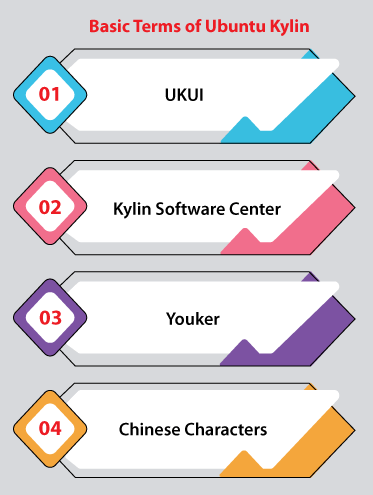 Basic Terms of Ubuntu Kylin
01
UKUI
02
Kylin Software Center
03
Youker
04
Chinese Characters